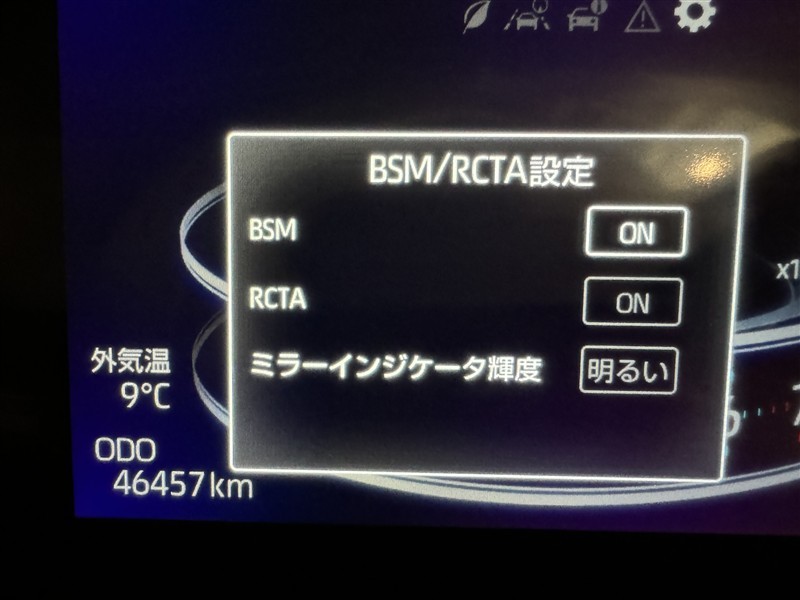 BSM/RCTA設定
BSM ON
RCTA ON
ミラーインジケータ輝度 明るい
x1
外気温
9°C
ODO
46457km